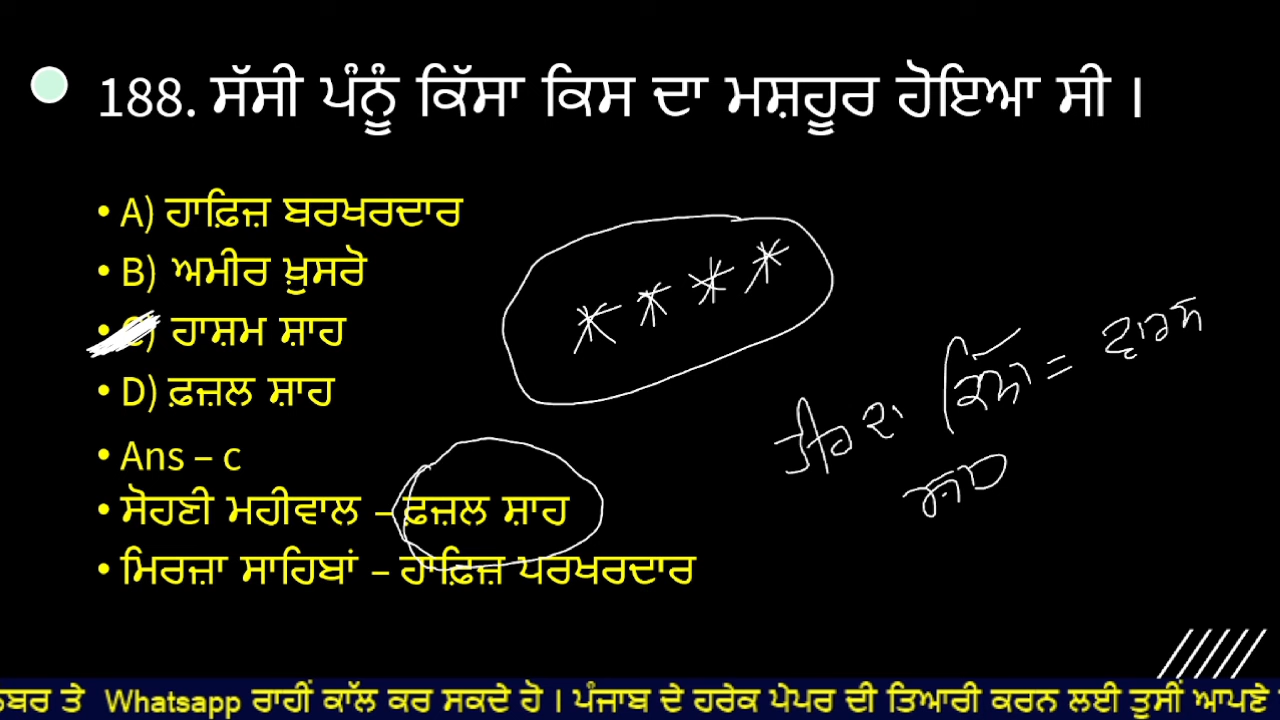 188. ਸੱਸੀ ਪੰਨੂੰ ਕਿੱਸਾ ਕਿਸ ਦਾ ਮਸ਼ਹੂਰ ਹੋਇਆ ਸੀ ।
• A) ਹਾਫ਼ਿਜ਼ ਬਰਖਰਦਾਰ
• B) ਅਮੀਰ ਖ਼ੁਸਰੋ
• C) ਹਾਸ਼ਮ ਸ਼ਾਹ
• D) ਫ਼ਜ਼ਲ ਸ਼ਾਹ
• Ans – c
• ਸੋਹਣੀ ਮਹੀਵਾਲ – ਫ਼ਜ਼ਲ ਸ਼ਾਹ
• ਮਿਰਜ਼ਾ ਸਾਹਿਬਾਂ – ਹਾਫ਼ਿਜ਼ ਪਰਖਰਦਾਰ
ਦਾ ਕਿੱਸਾ = ਵਾਰਸ
ਸ਼ਾਹ
ਤੇ Whatsapp ਰਾਹੀਂ ਕਾੱਲ ਕਰ ਸਕਦੇ ਹੋ । ਪੰਜਾਬ ਦੇ ਹਰੇਕ ਪੇਪਰ ਦੀ ਤਿਆਰੀ ਕਰਨ ਲਈ ਤੁਸੀਂ ਆਪਣੇ